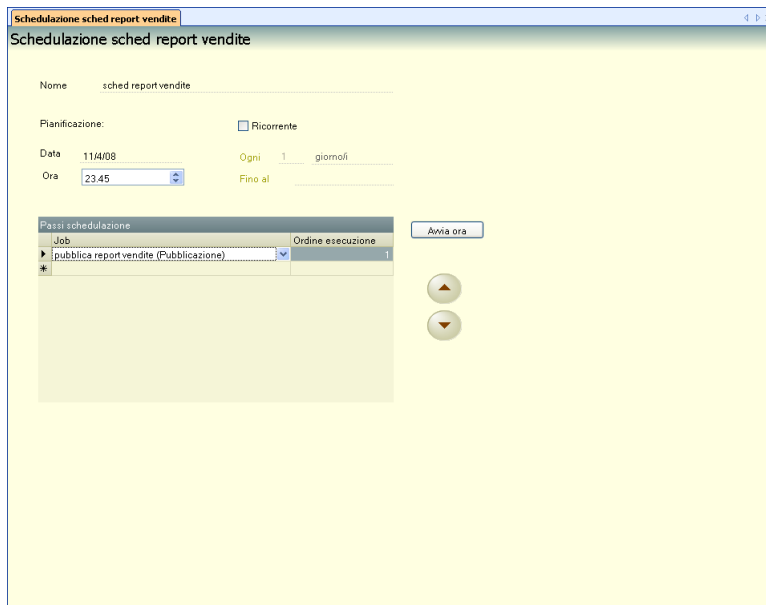 Schedulazione sched report vendite
Schedulazione sched report vendite
Nome sched report vendite
Pianificazione: Ricorrente
Data 11/4/08 Ogni 1 giorno/i
Ora 23.45 Fino al
Passi schedulazione
Avvia ora
Job Ordine esecuzione
pubblica report vendite (Pubblicazione) 1